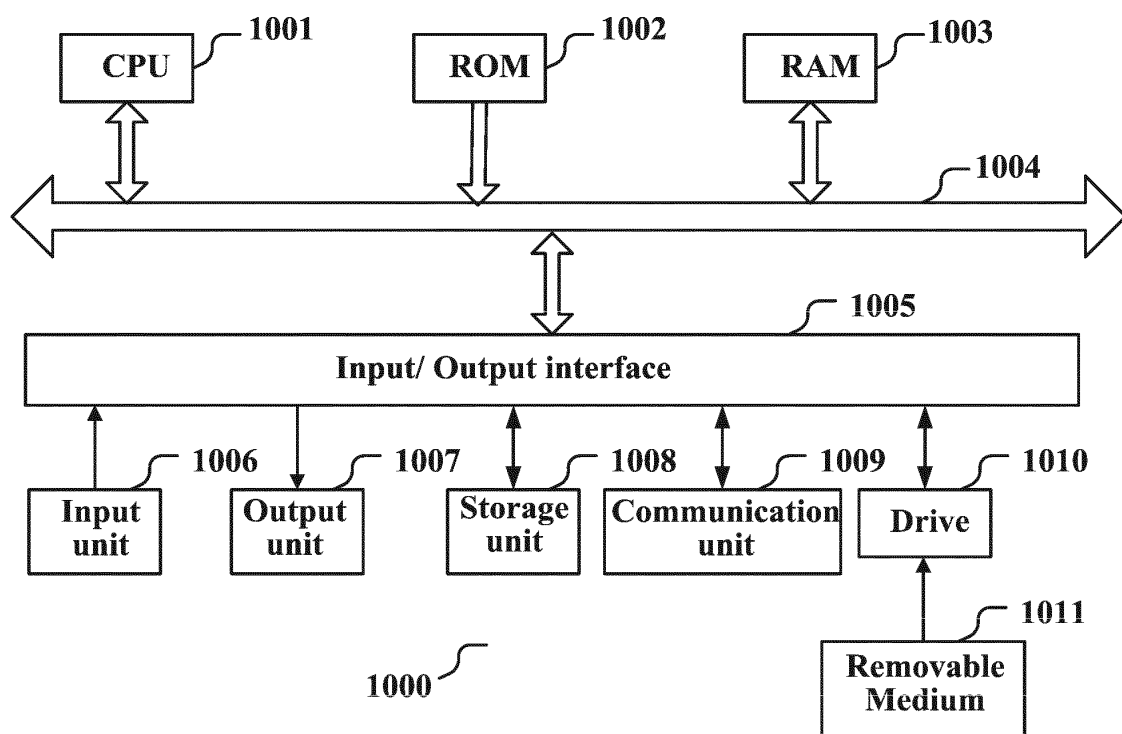 1001
1002
1003
CPU
ROM
RAM
1004
1005
Input/ Output interface
1006
1007
1008
1009
1010
Input
unit
Output
unit
Storage
unit
Communication
unit
Drive
1011
1000
Removable
Medium